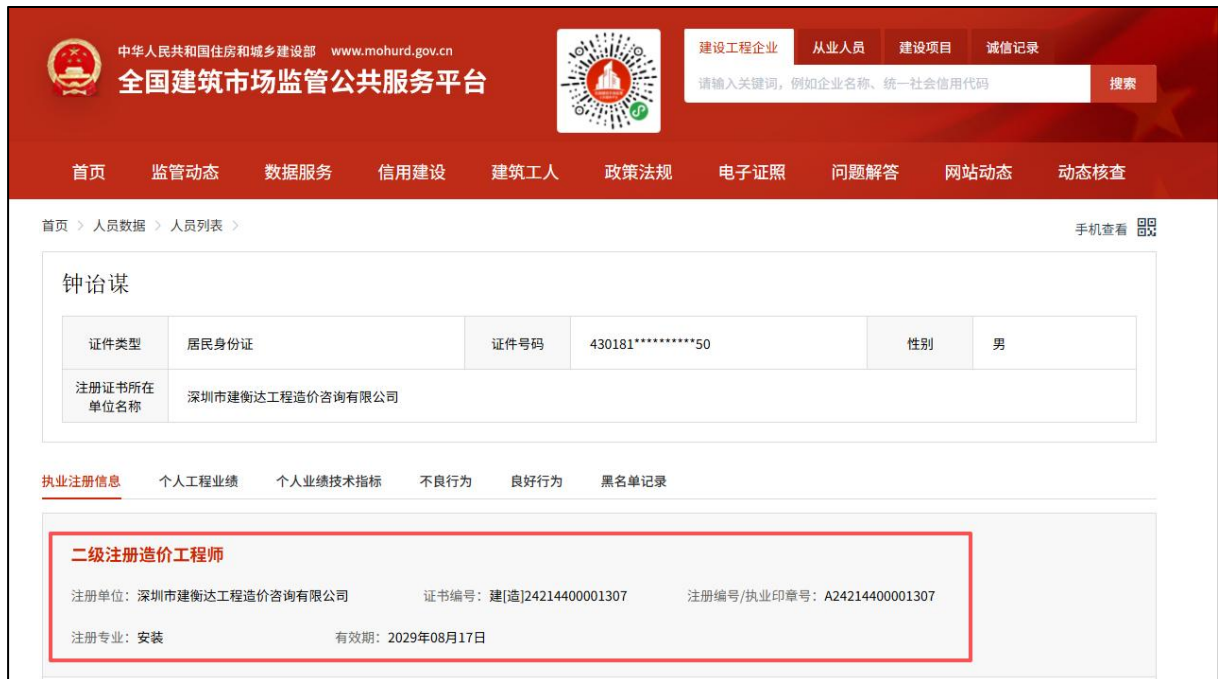 中华人民共和国住房和城乡建设部 www.mohurd.gov.cn
全国建筑市场监管公共服务平台
建设工程企业 从业人员 建设项目 诚信记录
请输入关键词，例如企业名称、统一社会信用代码 搜索
首页 监管动态 数据服务 信用建设 建筑工人 政策法规 电子证照 问题解答 网站动态 动态核查
首页 > 人员数据 > 人员列表 >
手机查看
钟诒谋
证件类型 居民身份证 证件号码 430181**********50 性别 男
注册证书所在
单位名称
深圳市建衡达工程造价咨询有限公司
执业注册信息 个人工程业绩 个人业绩技术指标 不良行为 良好行为 黑名单记录
二级注册造价工程师
注册单位：深圳市建衡达工程造价咨询有限公司 证书编号：建[造]24214400001307 注册编号/执业印章号：A24214400001307
注册专业：安装 有效期：2029年08月17日